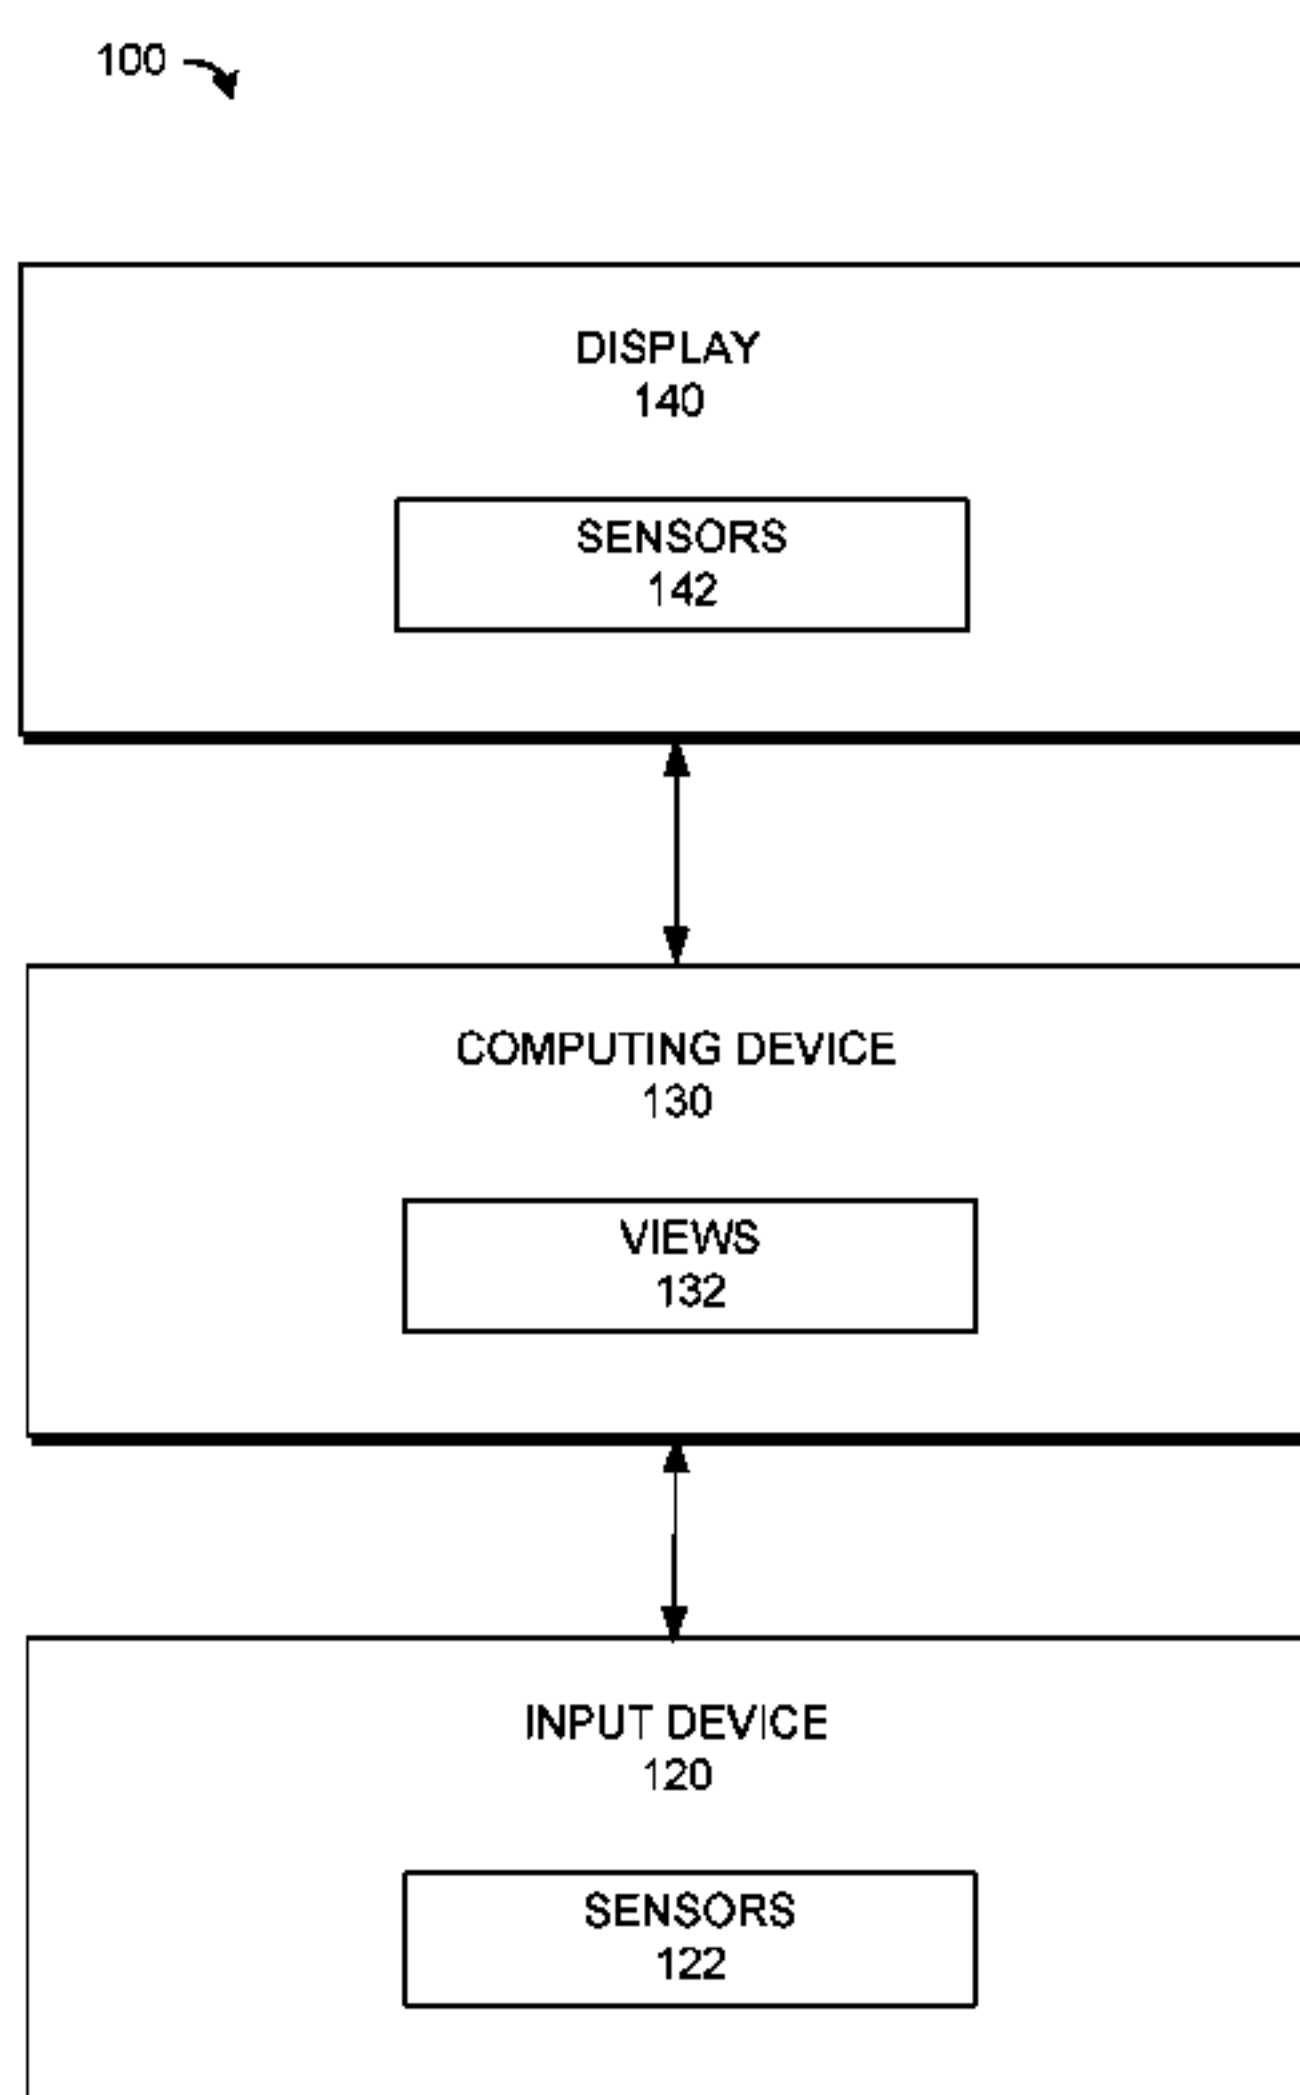 100
DISPLAY
140
SENSORS
142
COMPUTING DEVICE
130
VIEWS
132
INPUT DEVICE
120
SENSORS
122